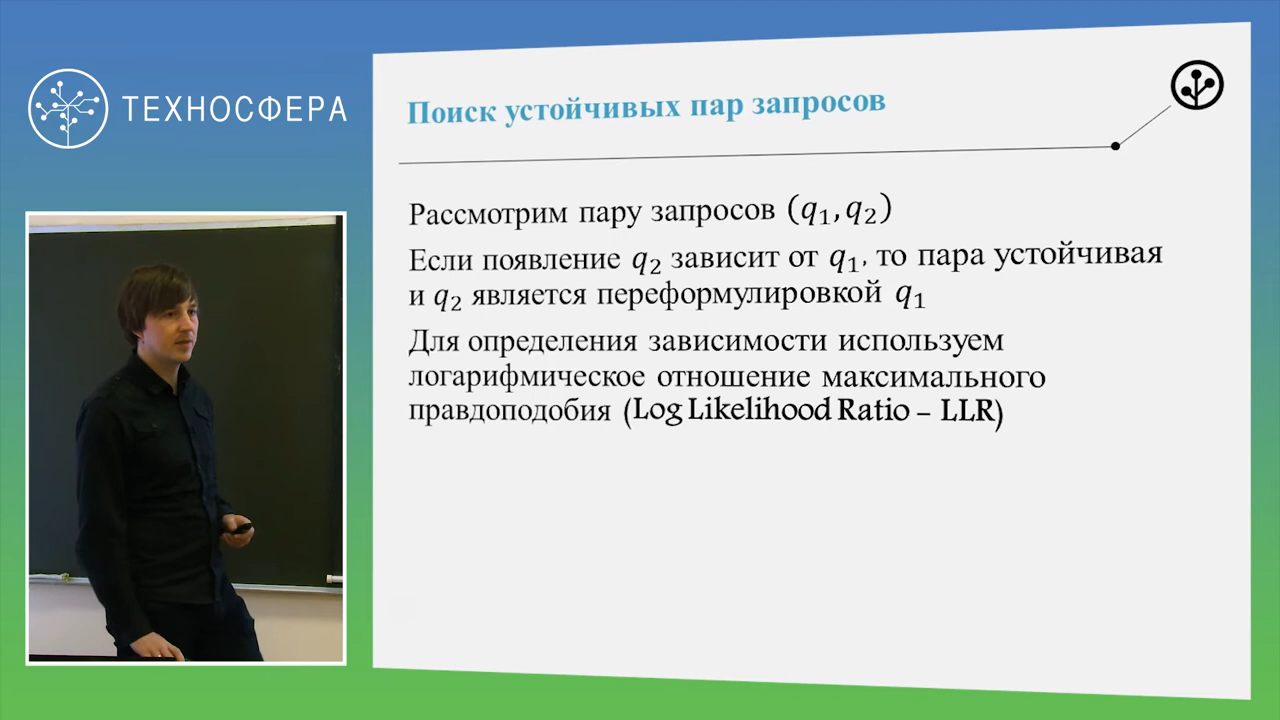 ТЕХНОСФЕРА
Поиск устойчивых пар запросов
Рассмотрим пару запросов (q₁, q₂)
Если появление q₂ зависит от q₁, то пара устойчивая
и q₂ является переформулировкой q₁
Для определения зависимости используем
логарифмическое отношение максимального
правдоподобия (Log Likelihood Ratio – LLR)